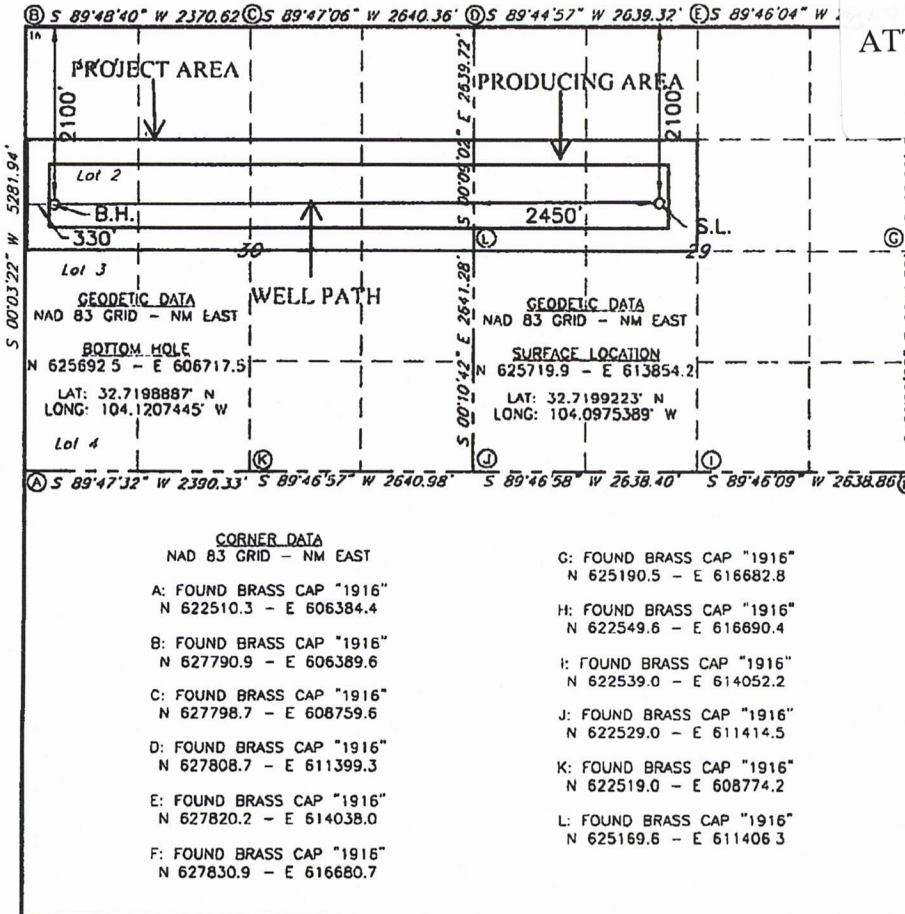 Ⓑ S 89°48'40" W 2370.62' Ⓒ S 89°47'06" W 2640.36' Ⓓ S 89°44'57" W 2639.32' Ⓔ S 89°46'04" W
ATT
PROJECT AREA
PRODUCING AREA
2100'
2100'
S 00°09'02" E 2639.72'
S 00°03'22" W 5281.94'
Lot 2
B.H.
2450'
S.L.
330'
Ⓛ
Ⓖ
30
29
Lot 3
WELL PATH
GEODETIC DATA
NAD 83 GRID - NM EAST
BOTTOM HOLE
N 625692.5 - E 606717.5
LAT: 32.7198887° N
LONG: 104.1207445° W
S 00°10'42" E 2641.28'
GEODETIC DATA
NAD 83 GRID - NM EAST
SURFACE LOCATION
N 625719.9 - E 613854.2
LAT: 32.7199223° N
LONG: 104.0975389° W
Lot 4
Ⓚ Ⓙ Ⓘ
Ⓐ S 89°47'32" W 2390.33' S 89°46'57" W 2640.98' S 89°46'58" W 2638.40' S 89°46'09" W 2638.86'
CORNER DATA
NAD 83 GRID - NM EAST
A: FOUND BRASS CAP "1916"
N 622510.3 - E 606384.4
B: FOUND BRASS CAP "1916"
N 627790.9 - E 606389.6
C: FOUND BRASS CAP "1916"
N 627798.7 - E 608759.6
D: FOUND BRASS CAP "1916"
N 627808.7 - E 611399.3
E: FOUND BRASS CAP "1916"
N 627820.2 - E 614038.0
F: FOUND BRASS CAP "1916"
N 627830.9 - E 616680.7
G: FOUND BRASS CAP "1916"
N 625190.5 - E 616682.8
H: FOUND BRASS CAP "1916"
N 622549.6 - E 616690.4
I: FOUND BRASS CAP "1916"
N 622539.0 - E 614052.2
J: FOUND BRASS CAP "1916"
N 622529.0 - E 611414.5
K: FOUND BRASS CAP "1916"
N 622519.0 - E 608774.2
L: FOUND BRASS CAP "1916"
N 625169.6 - E 611406.3